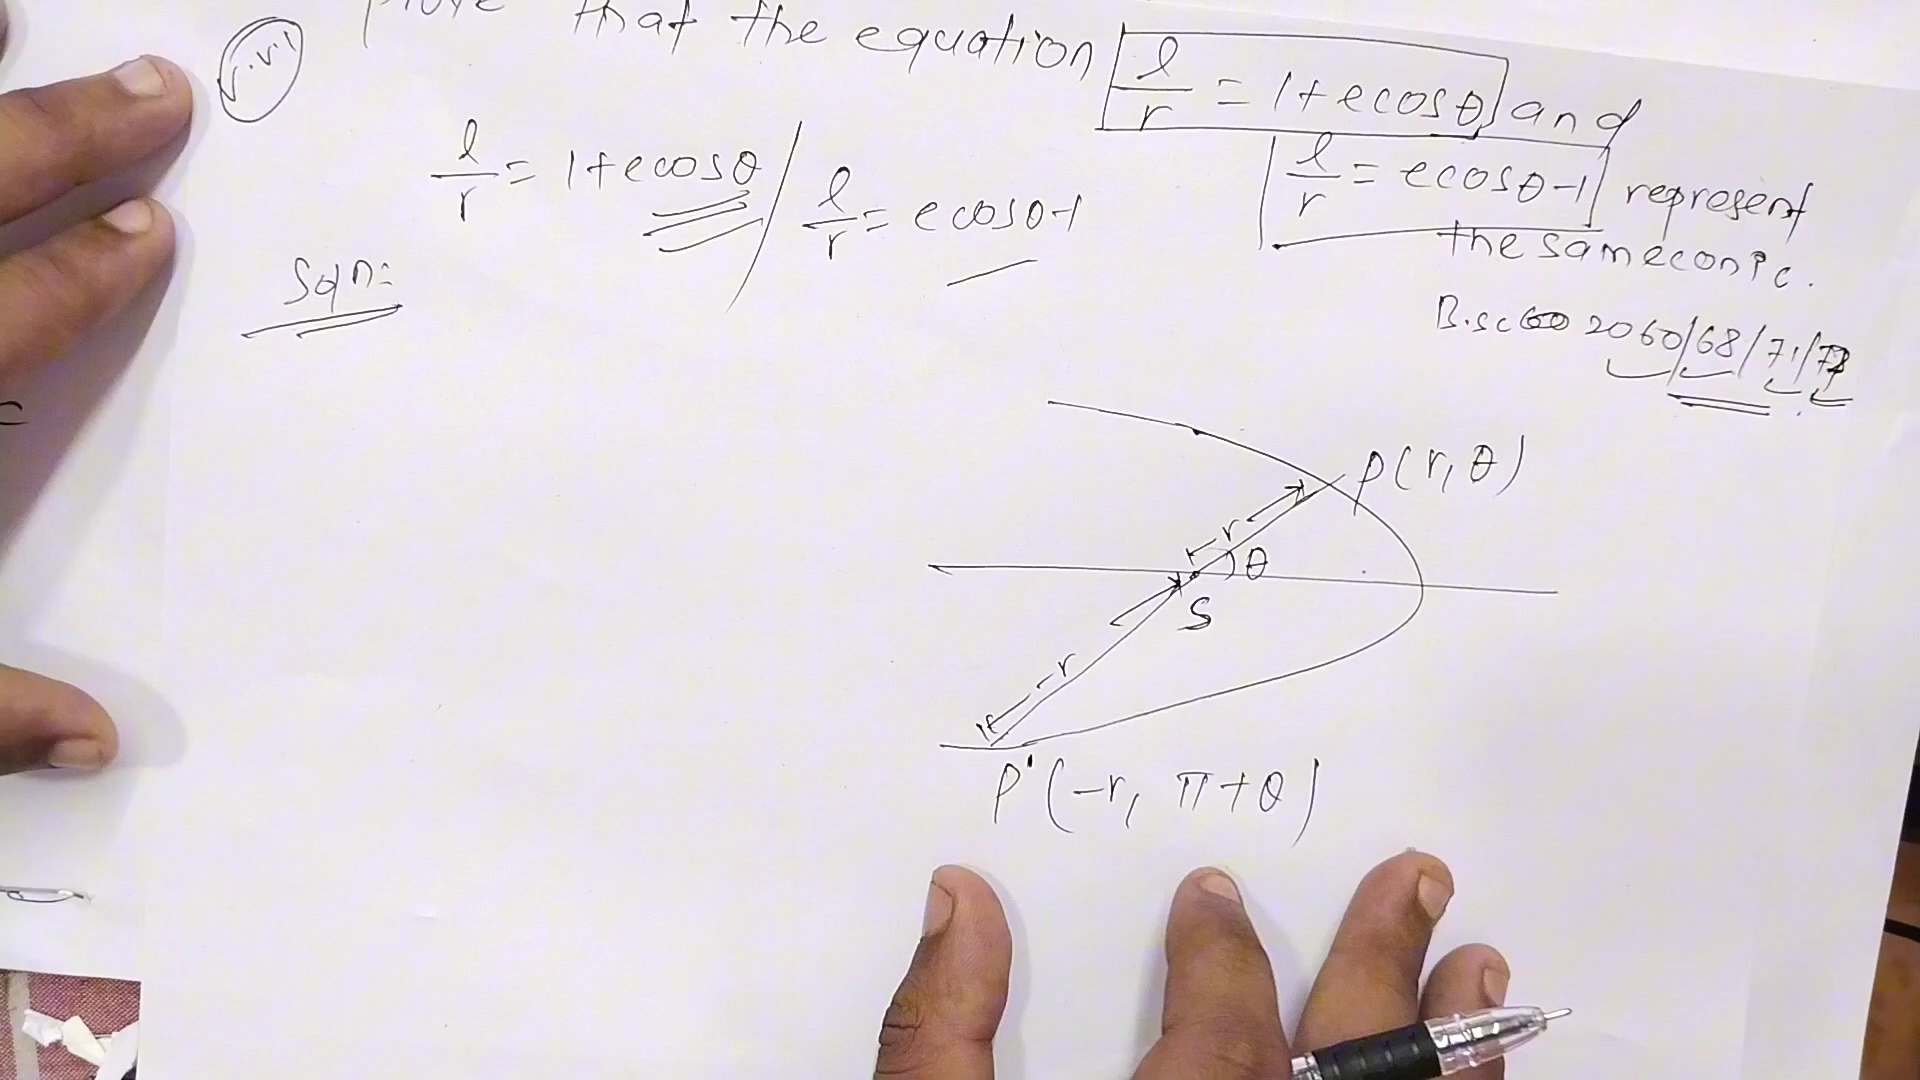 v.v.I
Prove that the equation l/r = 1+ecosθ and
l/r = ecosθ-1 represent
the same conic.
l/r = 1+ecosθ / l/r = ecosθ-1
Soln:
B.sc 2060/68/71/
P(r, θ)
r
θ
S
-r
P'(-r, π+θ)